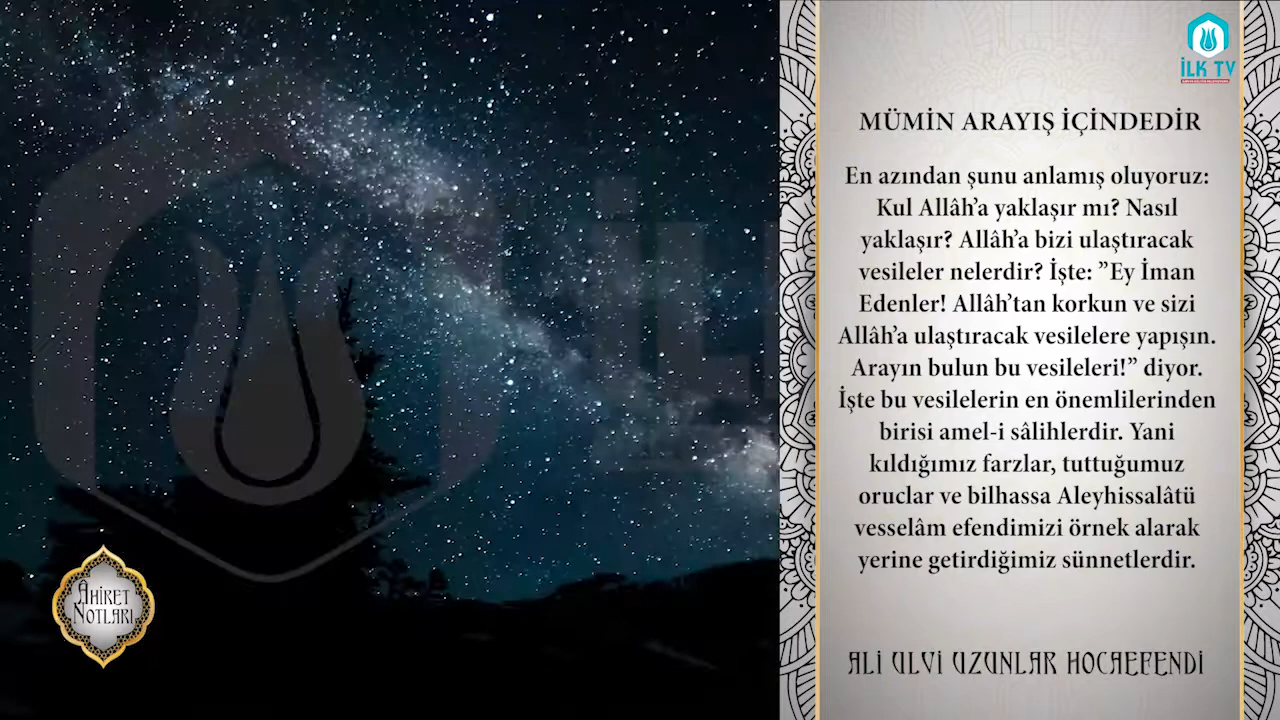 İLK TV
MÜMİN ARAYIŞ İÇİNDEDİR
En azından şunu anlamış oluyoruz:
Kul Allâh’a yaklaşır mı? Nasıl
yaklaşır? Allâh’a bizi ulaştıracak
vesileler nelerdir? İşte: ”Ey İman
Edenler! Allâh’tan korkun ve sizi
Allâh’a ulaştıracak vesilelere yapışın.
Arayın bulun bu vesileleri!” diyor.
İşte bu vesilelerin en önemlilerinden
birisi amel-i sâlihlerdir. Yani
kıldığımız farzlar, tuttuğumuz
oruclar ve bilhassa Aleyhissalâtü
vesselâm efendimizi örnek alarak
yerine getirdiğimiz sünnetlerdir.
ALİ ULVİ UZUNLAR HOCAEFENDİ
ÂHİRET
NOTLARI